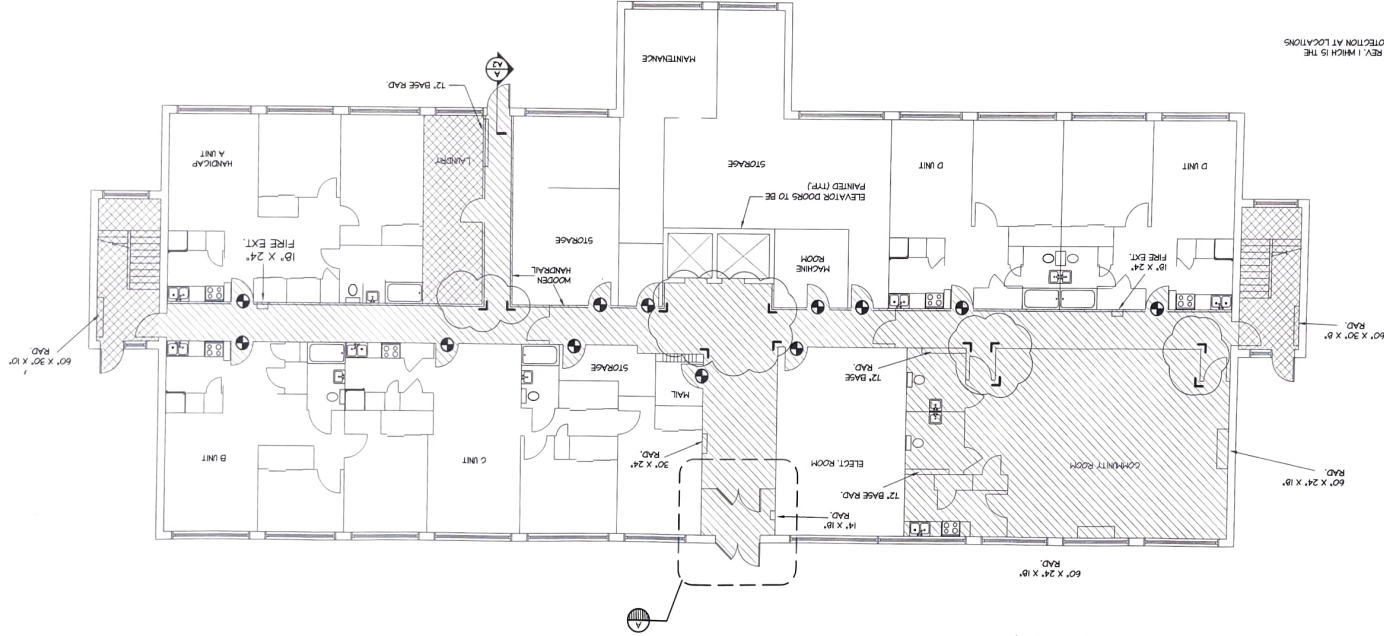 A
60" X 24" X 18"
RAD.
14" X 18"
RAD.
60" X 24" X 18"
RAD.
COMMUNITY ROOM
12" BASE RAD.
ELECT. ROOM
30" X 24"
RAD.
C UNIT
B UNIT
MAIL
STORAGE
12" BASE
RAD.
60" X 30" X 8"
RAD.
60" X 30" X 10"
RAD.
18" X 24"
FIRE EXT.
MACHINE
ROOM
WOODEN
HANDRAIL
18" X 24"
FIRE EXT.
STORAGE
ELEVATOR DOORS TO BE
PAINTED (TYP.)
D UNIT
D UNIT
STORAGE
LAUNDRY
HANDICAP
A UNIT
12" BASE RAD.
A
A2
MAINTENANCE
REV. 1 WHICH IS THE
OTECTION AT LOCATIONS